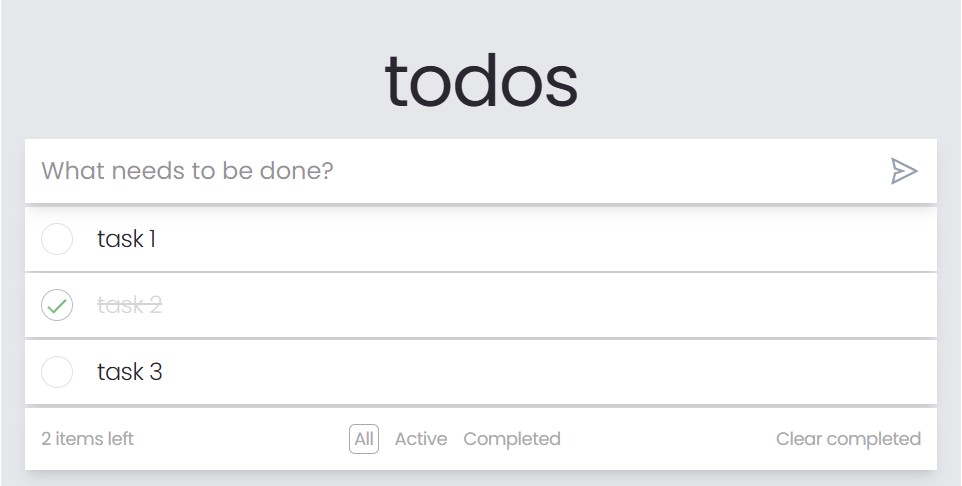 todos
What needs to be done?
task 1
task 2
task 3
2 items left All Active Completed Clear completed